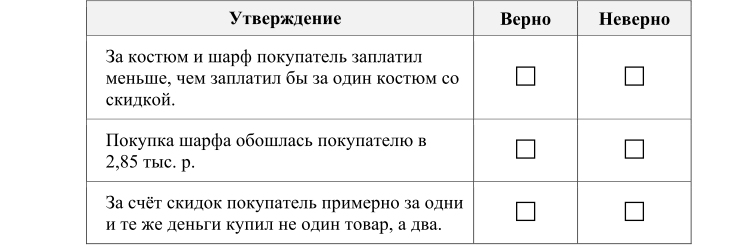 Утверждение Верно Неверно
За костюм и шарф покупатель заплатил
меньше, чем заплатил бы за один костюм со
скидкой.
Покупка шарфа обошлась покупателю в
2,85 тыс. р.
За счёт скидок покупатель примерно за одни
и те же деньги купил не один товар, а два.